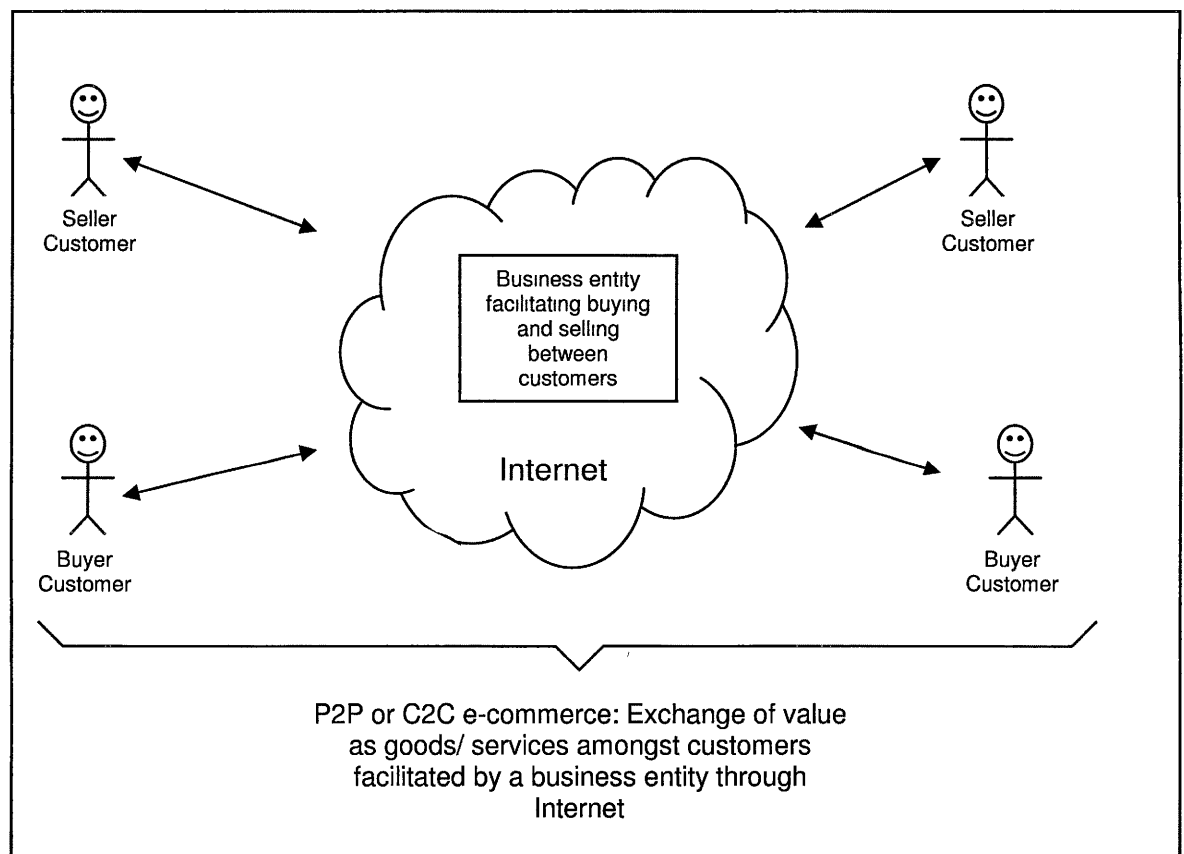 Seller
Customer
Seller
Customer
Business entity
facilitating buying
and selling
between
customers
Internet
Buyer
Customer
Buyer
Customer
P2P or C2C e-commerce: Exchange of value
as goods/ services amongst customers
facilitated by a business entity through
Internet